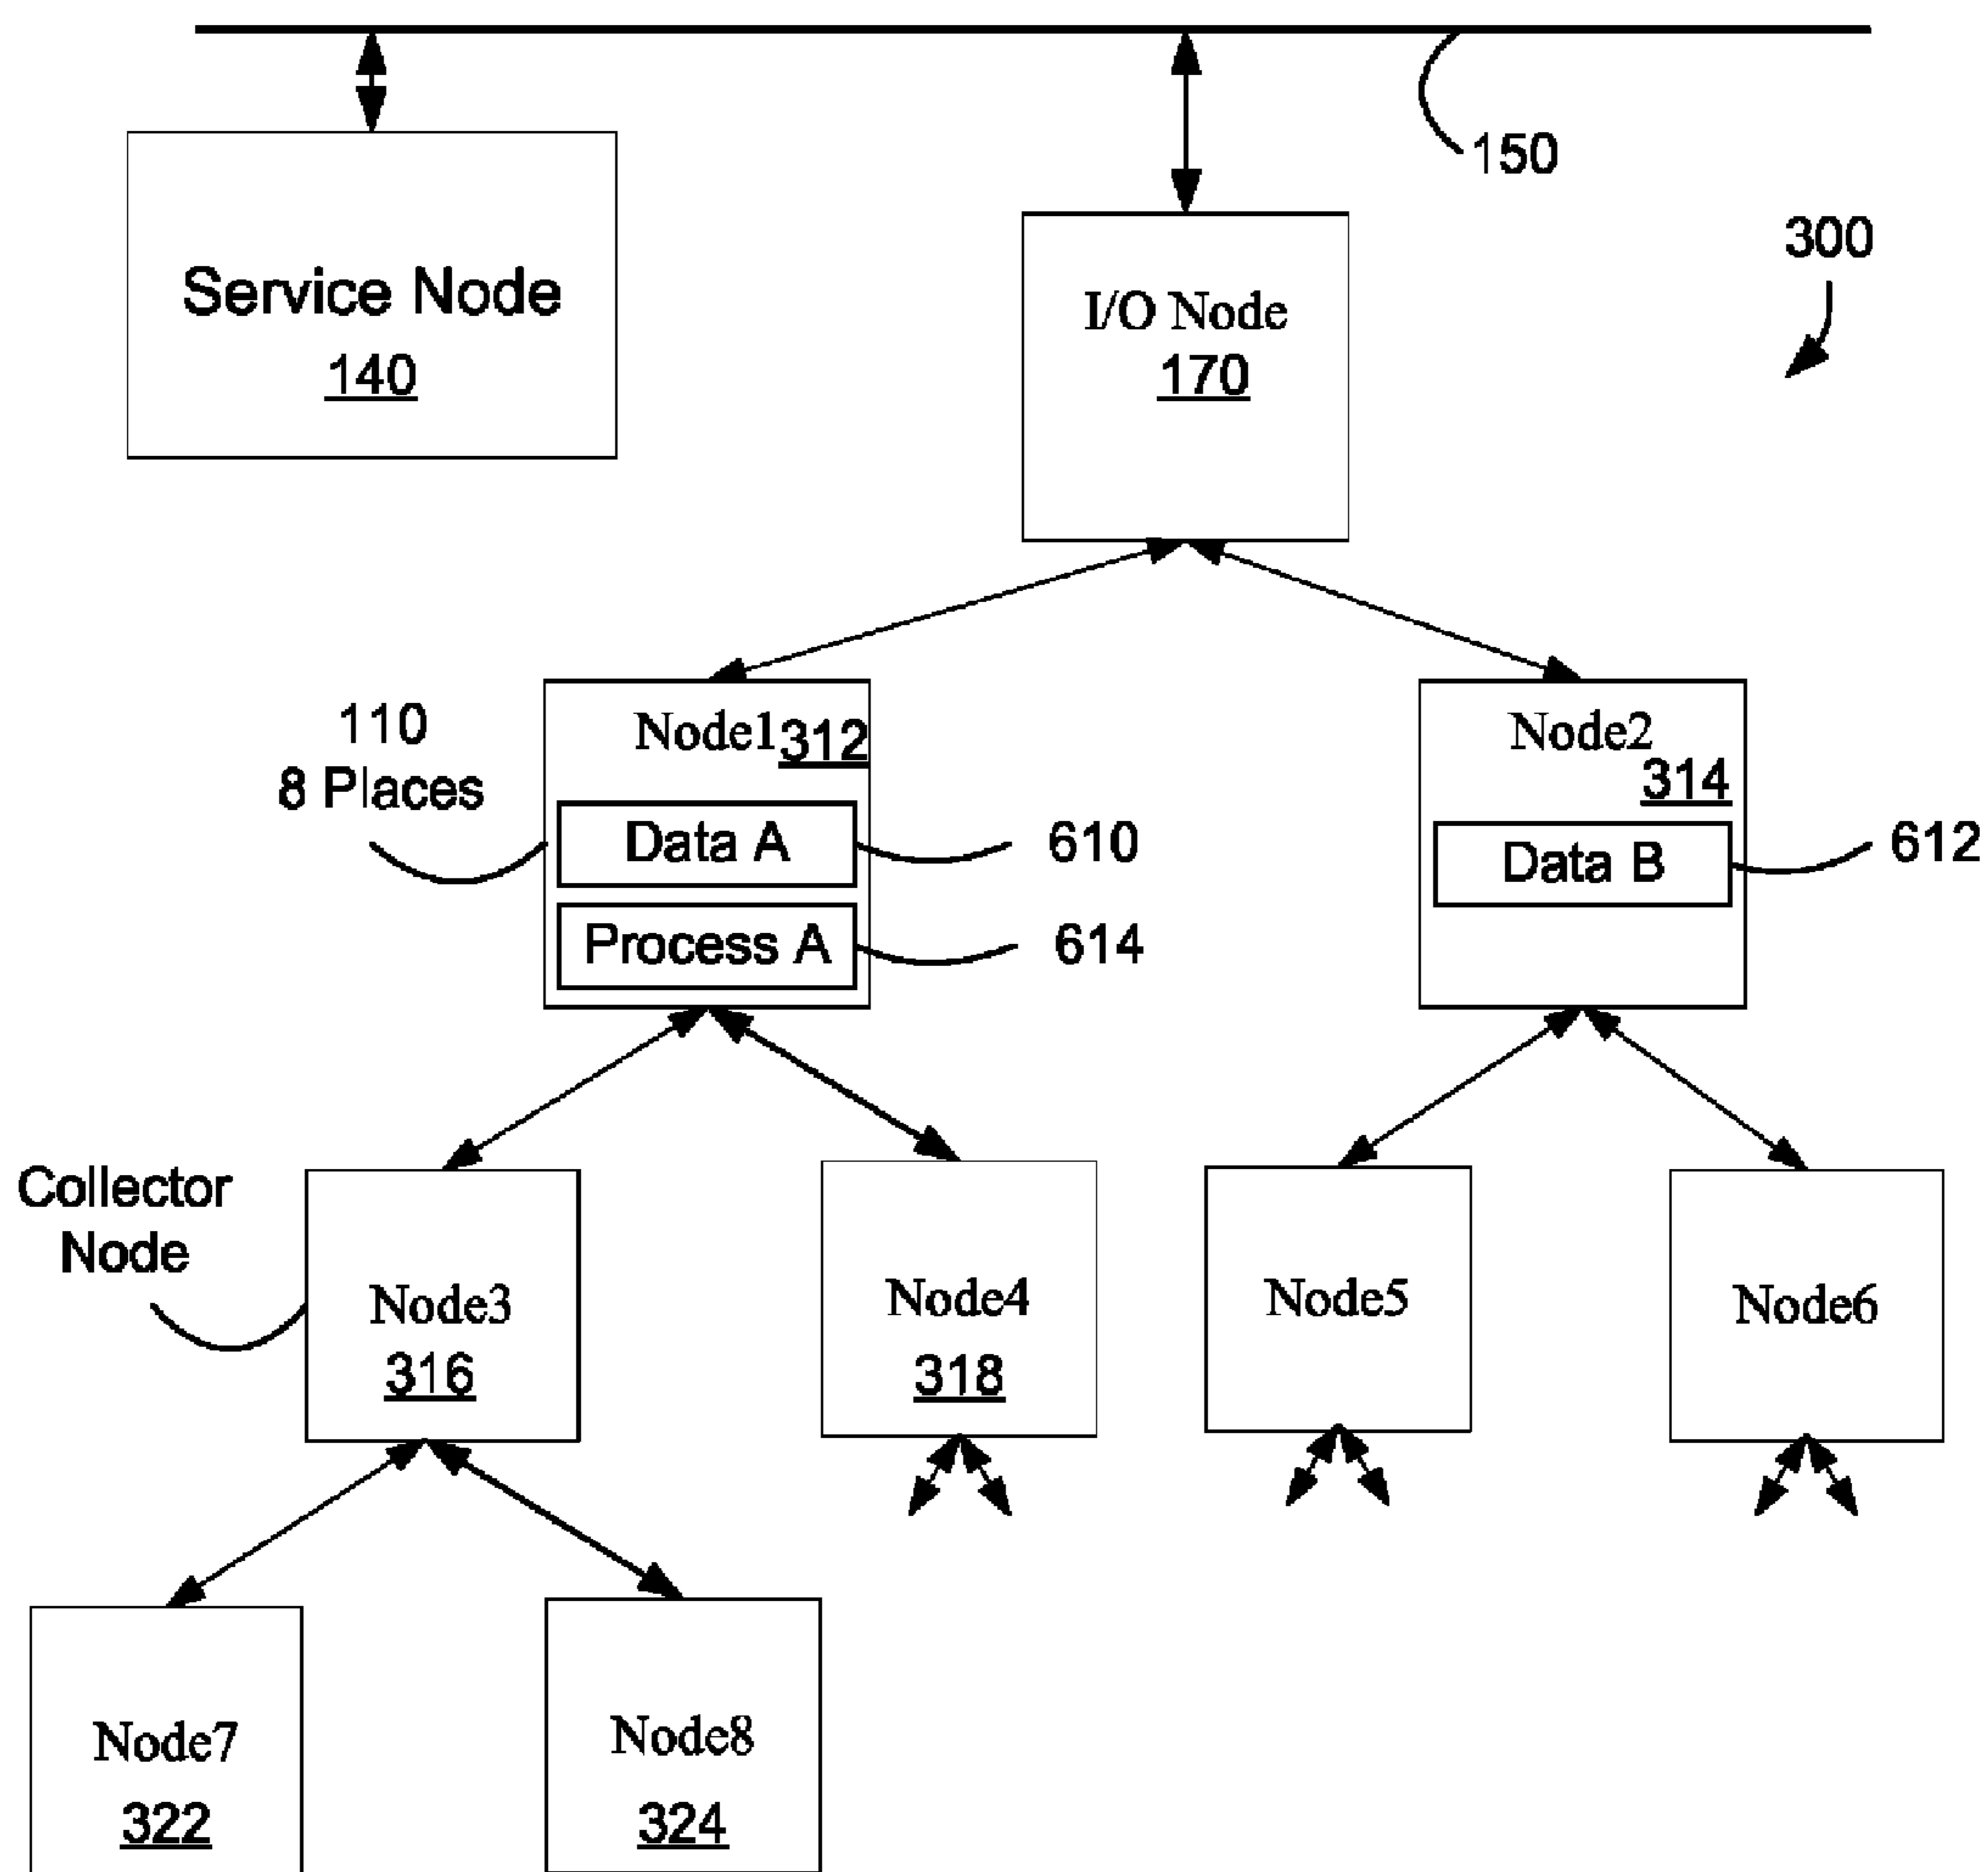 150
300
Service Node
140
I/O Node
170
110
8 Places
Node1 312
Data A
610
Process A
614
Node2
314
Data B
612
Collector
Node
Node3
316
Node4
318
Node5
Node6
Node7
322
Node8
324